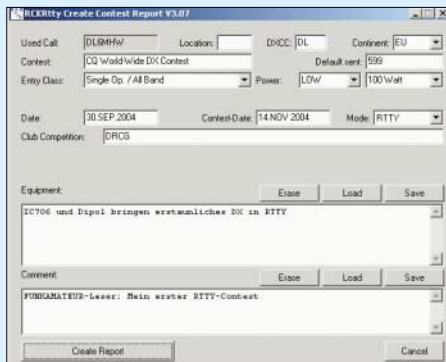 RCKRtty Create Contest Report V3.07
Used Call: DL6MHW Location: DXCC: DL Continent: EU
Contest: CQ World-Wide DX Contest Default sent: 599
Entry Class: Single Op. / All Band Power: LOW 100 Watt
Date: 30.SEP.2004 Contest-Date: 14.NOV 2004 Mode: RTTY
Club Competition: DRCG
Equipment: Erase Load Save
IC706 und Dipol bringen erstaunliches DX in RTTY
Comment: Erase Load Save
FUNKAMATEUR-Leser: Mein erster RTTY-Contest
Create Report Cancel